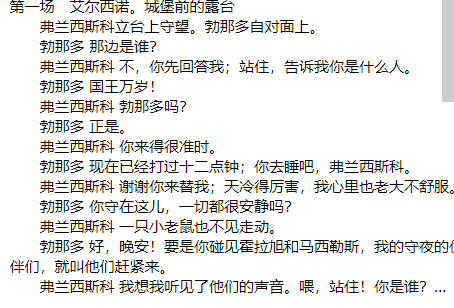 第一场　艾尔西诺。城堡前的露台
弗兰西斯科立台上守望。勃那多自对面上。
勃那多 那边是谁？
弗兰西斯科 不，你先回答我；站住，告诉我你是什么人。
勃那多 国王万岁！
弗兰西斯科 勃那多吗？
勃那多 正是。
弗兰西斯科 你来得很准时。
勃那多 现在已经打过十二点钟；你去睡吧，弗兰西斯科。
弗兰西斯科 谢谢你来替我；天冷得厉害，我心里也老大不舒服。
勃那多 你守在这儿，一切都很安静吗？
弗兰西斯科 一只小老鼠也不见走动。
勃那多 好，晚安！要是你碰见霍拉旭和马西勒斯，我的守夜的
伴们，就叫他们赶紧来。
弗兰西斯科 我想我听见了他们的声音。喂，站住！你是谁？...